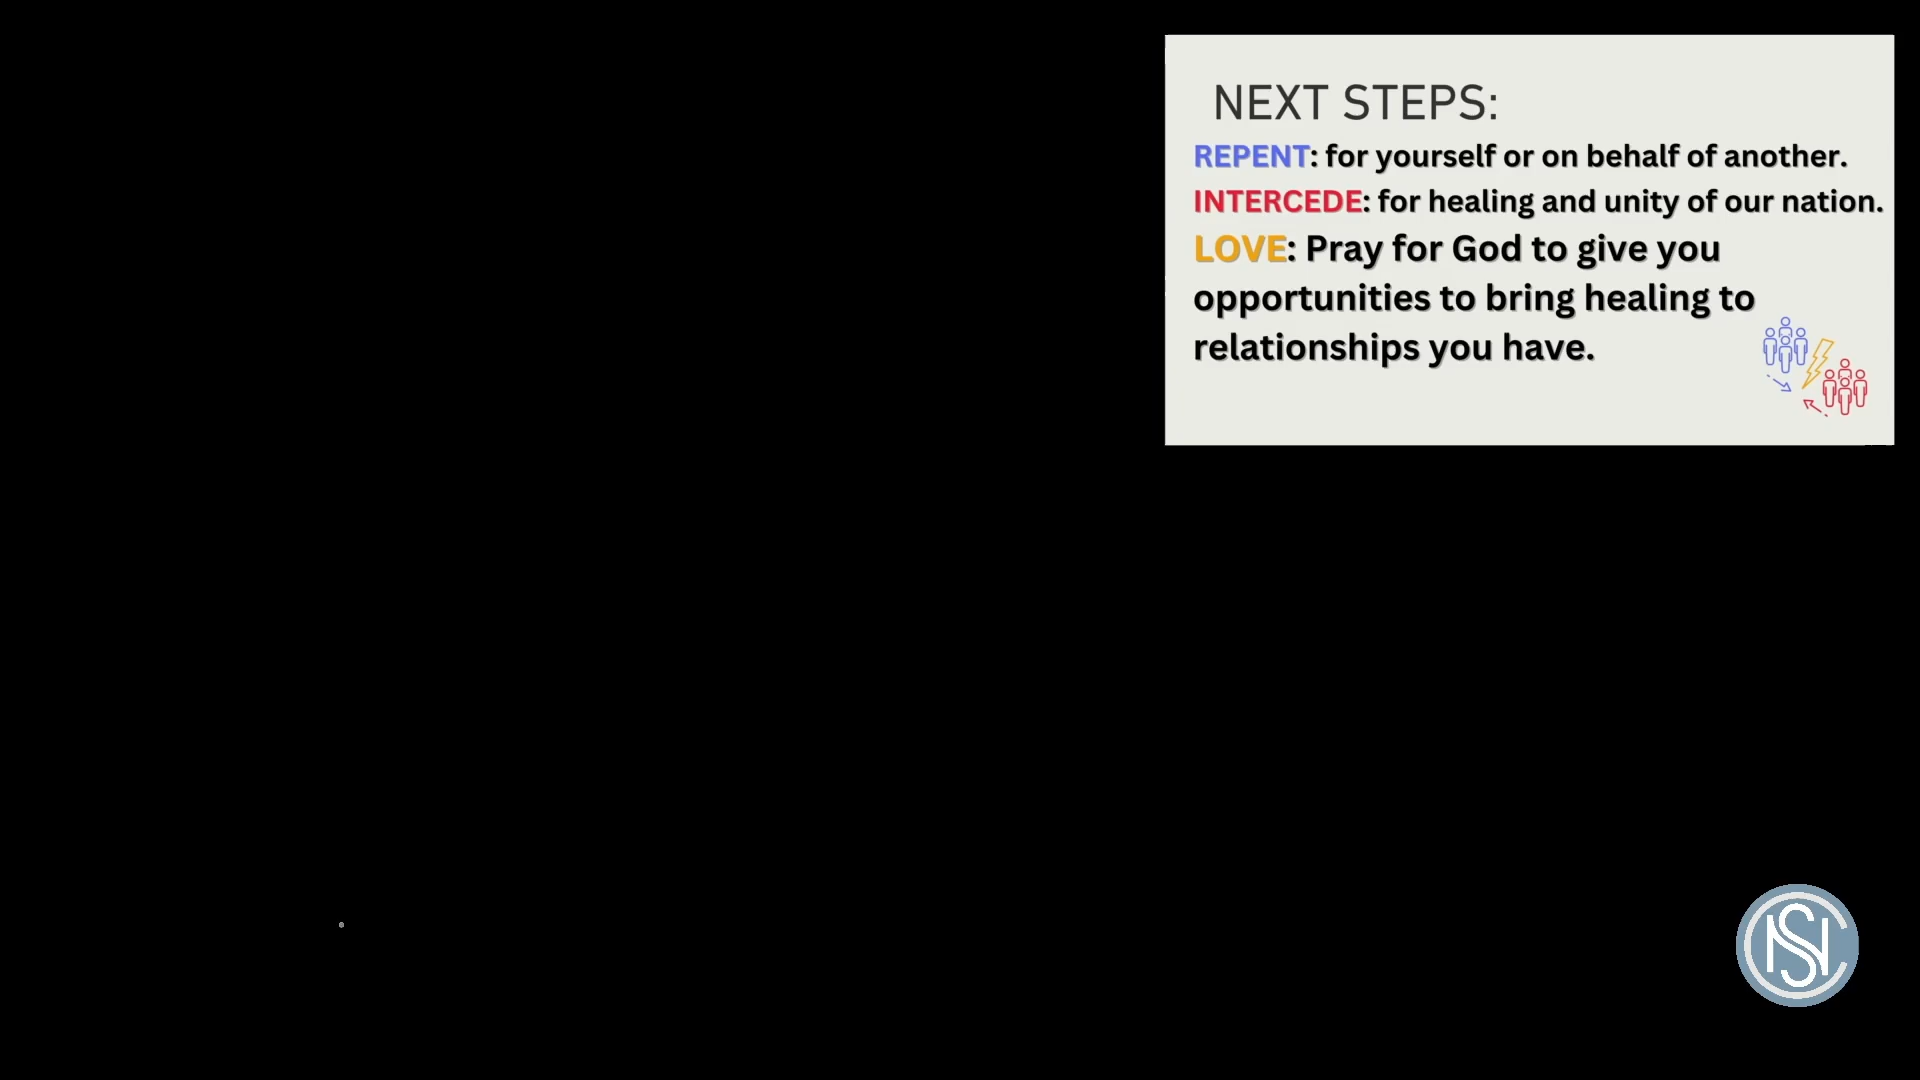 NEXT STEPS:
REPENT: for yourself or on behalf of another.
INTERCEDE: for healing and unity of our nation.
LOVE: Pray for God to give you
opportunities to bring healing to
relationships you have.